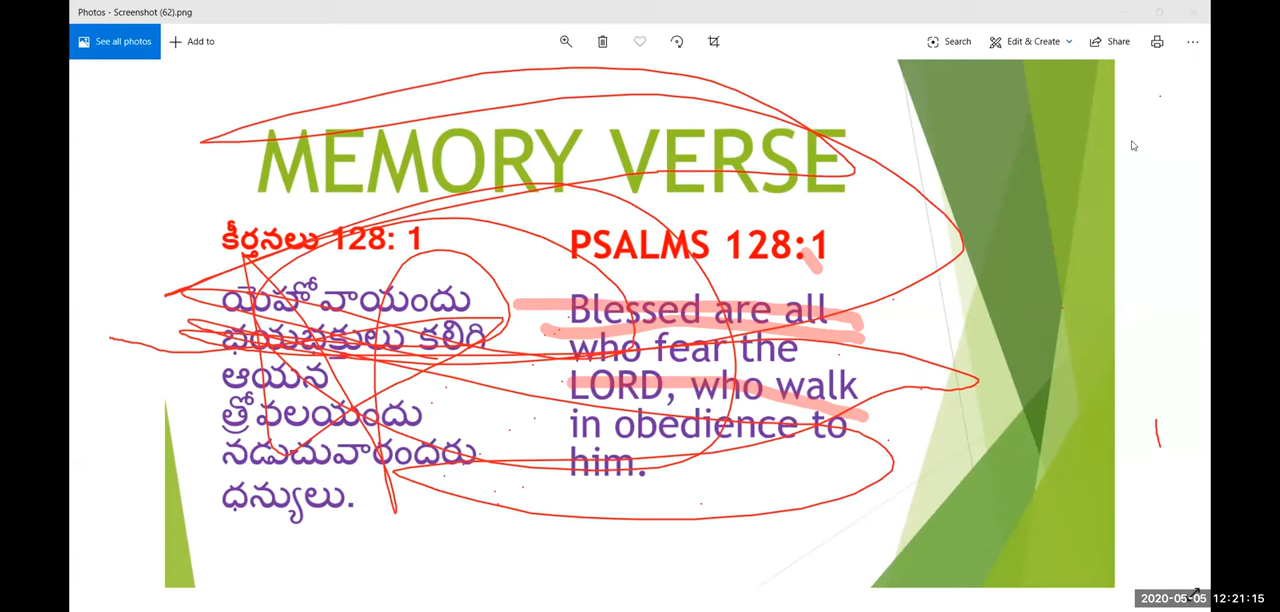 Photos - Screenshot (62).png
See all photos
Add to
Search
Edit & Create
Share
MEMORY VERSE
కీర్తనలు 128: 1
యెహోవాయందు
భయభక్తులు కలిగి
ఆయన
త్రోవలయందు
నడుచువారందరు
ధన్యులు.
PSALMS 128:1
Blessed are all
who fear the
LORD, who walk
in obedience to
him.
2020-05-05 12:21:15